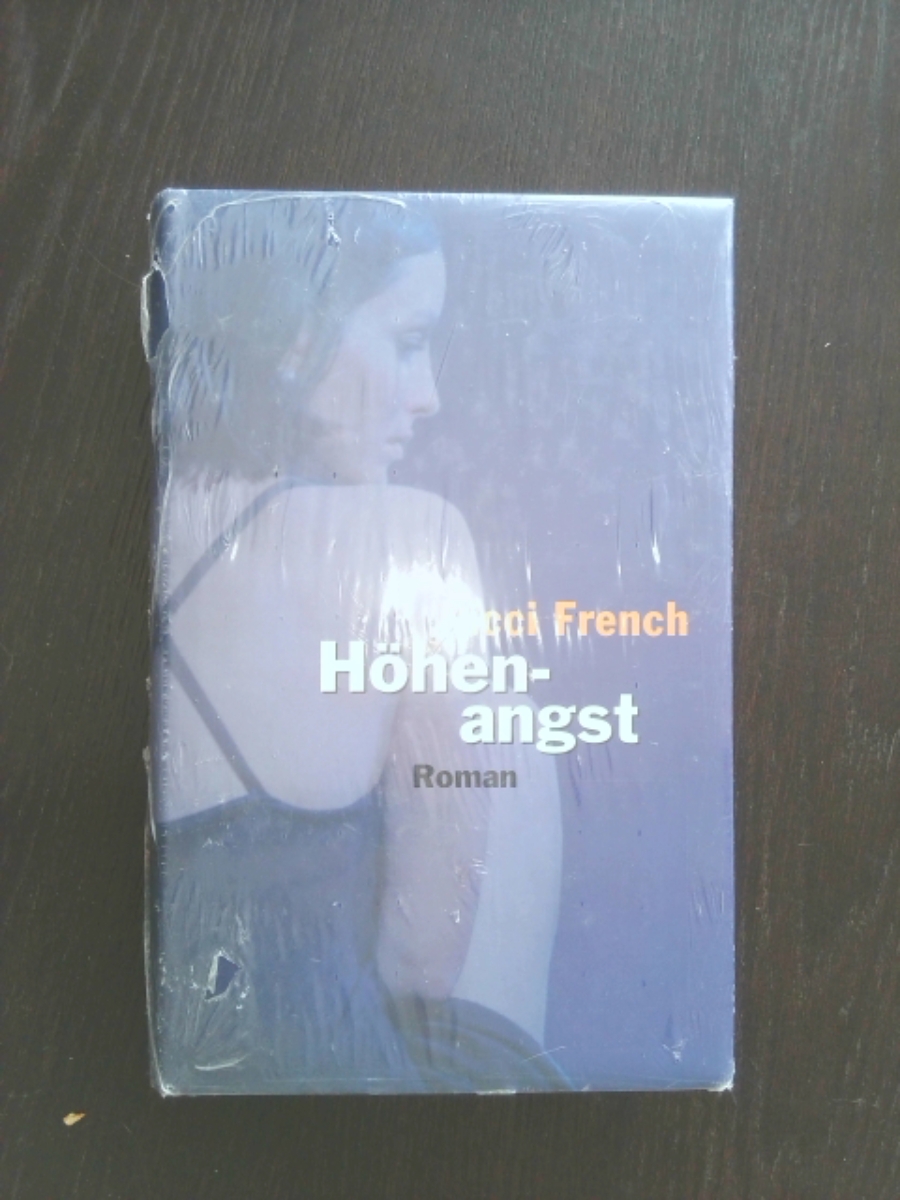 French
Höhen-
angst
Roman